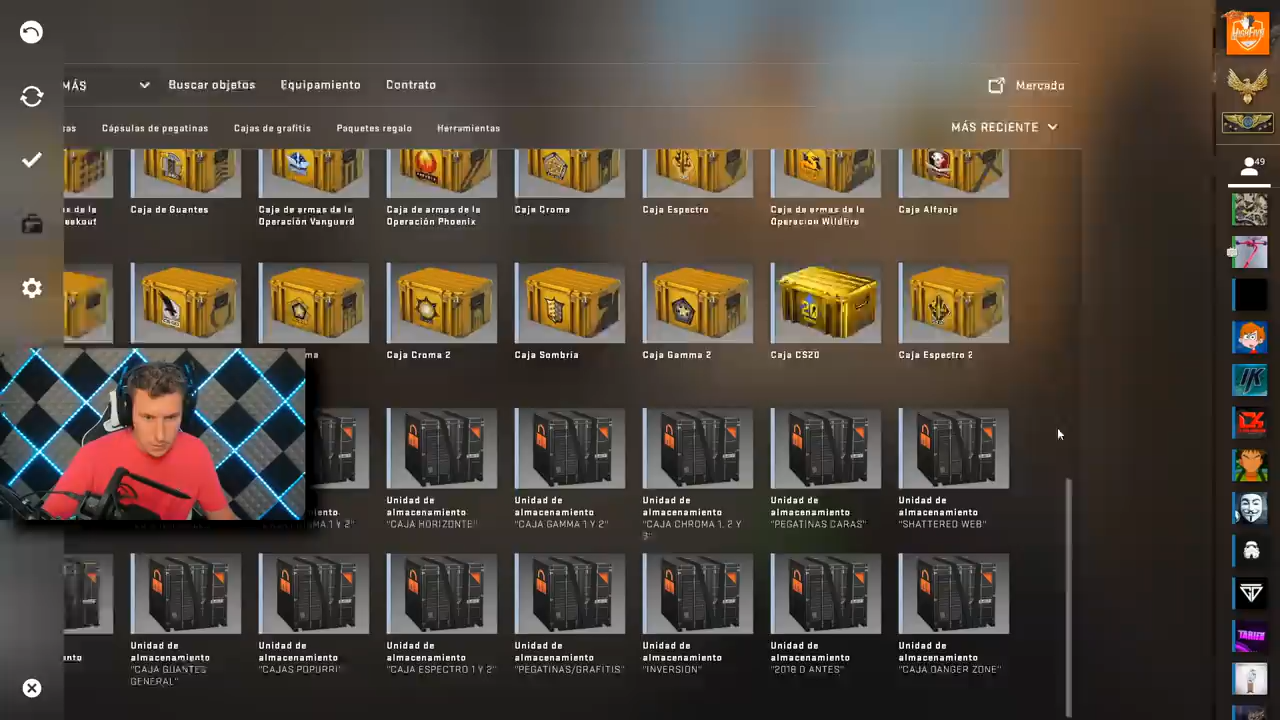 MÁS
Buscar objetos
Equipamiento
Contrato
Mercado
Cápsulas de pegatinas
Cajas de grafitis
Paquetes regalo
Herramientas
MÁS RECIENTE
49
Caja de Guantes
Caja de armas de la
Operación Vanguard
Caja de armas de la
Operación Phoenix
Caja Croma
Caja Espectro
Caja de armas de la
Operación Wildfire
Caja Alfanje
Caja Croma 2
Caja Sombría
Caja Gamma 2
Caja CS20
Caja Espectro 2
Unidad de
almacenamiento
"CAJA HORIZONTE"
Unidad de
almacenamiento
"CAJA GAMMA 1 Y 2"
Unidad de
almacenamiento
"CAJA CHROMA 1, 2 Y
3"
Unidad de
almacenamiento
"PEGATINAS CARAS"
Unidad de
almacenamiento
"SHATTERED WEB"
Unidad de
almacenamiento
"CAJA GUANTES
GENERAL"
Unidad de
almacenamiento
"CAJAS POPURRI"
Unidad de
almacenamiento
"CAJA ESPECTRO 1 Y 2"
Unidad de
almacenamiento
"PEGATINAS/GRAFITIS"
Unidad de
almacenamiento
"INVERSION"
Unidad de
almacenamiento
"2018 O ANTES"
Unidad de
almacenamiento
"CAJA DANGER ZONE"